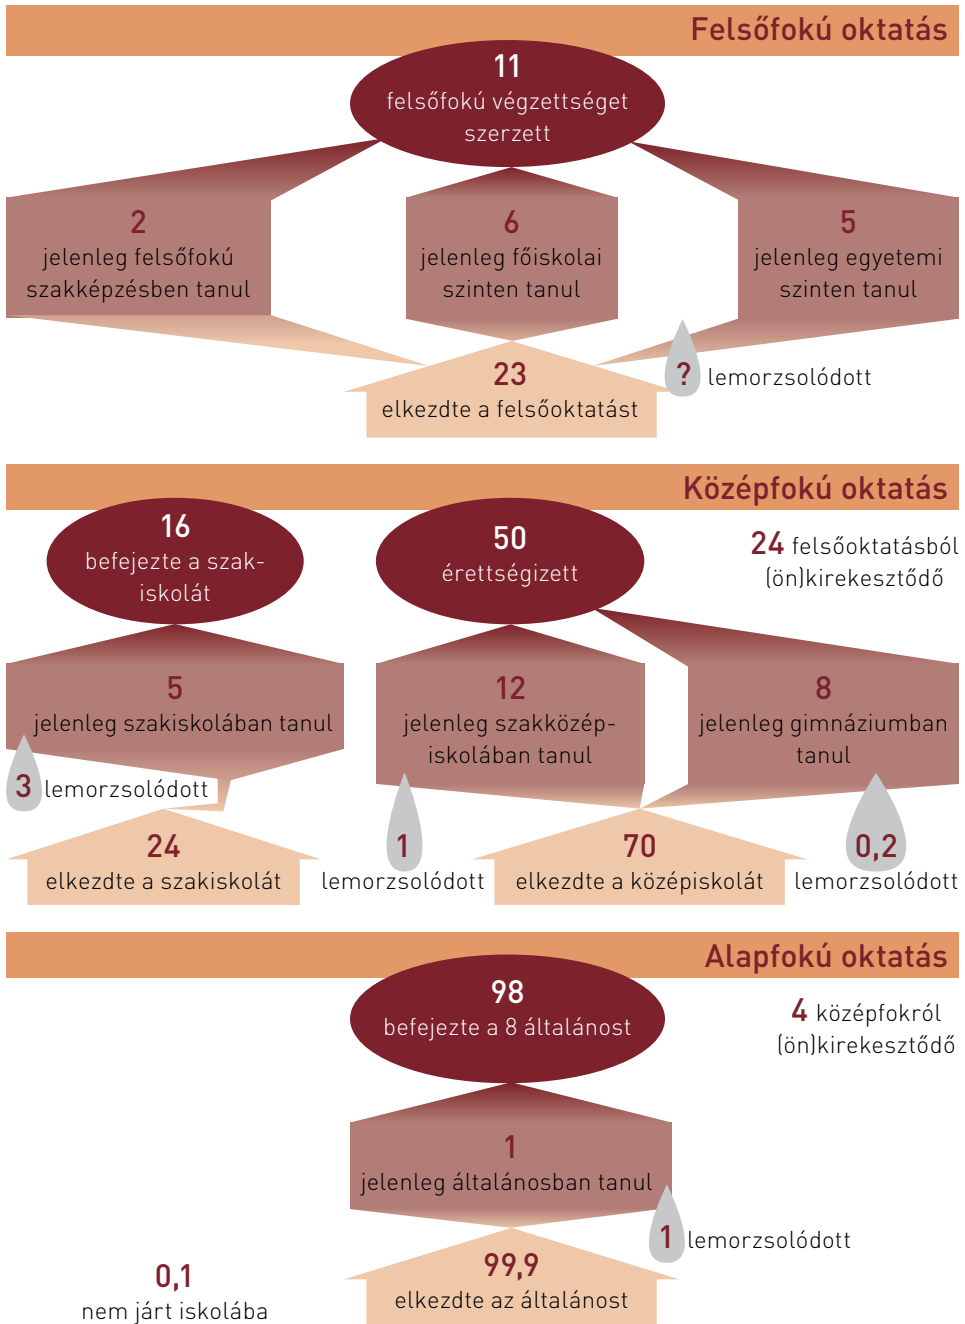 Felsőfokú oktatás
11
felsőfokú végzettséget
szerzett
2
jelenleg felsőfokú
szakképzésben tanul
6
jelenleg főiskolai
szinten tanul
5
jelenleg egyetemi
szinten tanul
23
elkezdte a felsőoktatást
?
lemorzsolódott
Középfokú oktatás
16
befejezte a szak-
iskolát
50
érettségizett
24 felsőoktatásból
(ön)kirekesztődő
5
jelenleg szakiskolában tanul
12
jelenleg szakközép-
iskolában tanul
8
jelenleg gimnáziumban
tanul
3 lemorzsolódott
24
elkezdte a szakiskolát
1
lemorzsolódott
70
elkezdte a középiskolát
0,2
lemorzsolódott
Alapfokú oktatás
98
befejezte a 8 általánost
4 középfokról
(ön)kirekesztődő
1
jelenleg általánosban tanul
1 lemorzsolódott
0,1
nem járt iskolába
99,9
elkezdte az általánost